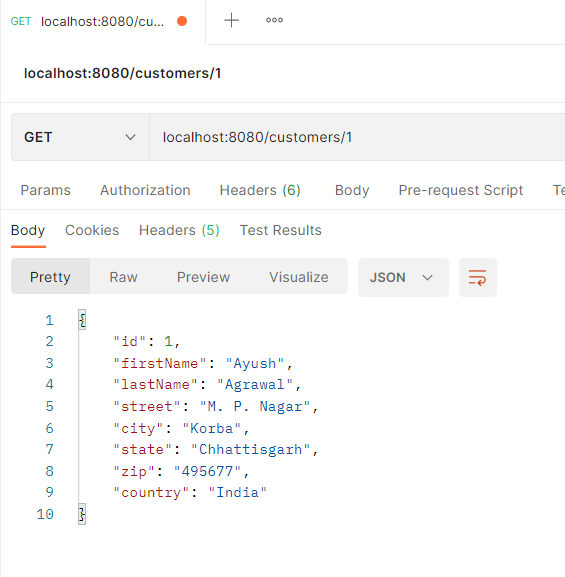 GET localhost:8080/cu...
localhost:8080/customers/1
GET localhost:8080/customers/1
Params Authorization Headers (6) Body Pre-request Script Te
Body Cookies Headers (5) Test Results
Pretty Raw Preview Visualize JSON
1 {
2 "id": 1,
3 "firstName": "Ayush",
4 "lastName": "Agrawal",
5 "street": "M. P. Nagar",
6 "city": "Korba",
7 "state": "Chhattisgarh",
8 "zip": "495677",
9 "country": "India"
10 }